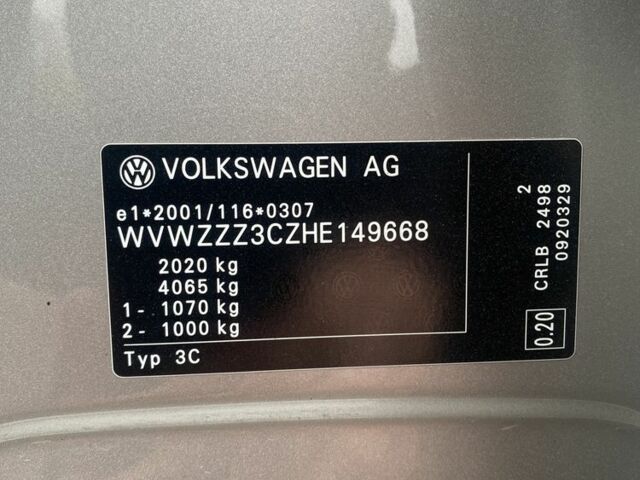 VOLKSWAGEN AG
e1*2001/116*0307
WVWZZZ3CZHE149668
2020 kg
4065 kg
1- 1070 kg
2- 1000 kg
Typ 3C
2
CRLB 2498
0920329
0.20